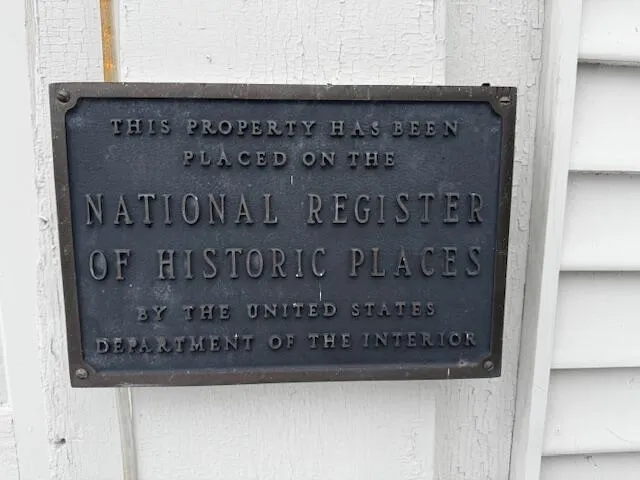 THIS PROPERTY HAS BEEN
PLACED ON THE
NATIONAL REGISTER
OF HISTORIC PLACES
BY THE UNITED STATES
DEPARTMENT OF THE INTERIOR